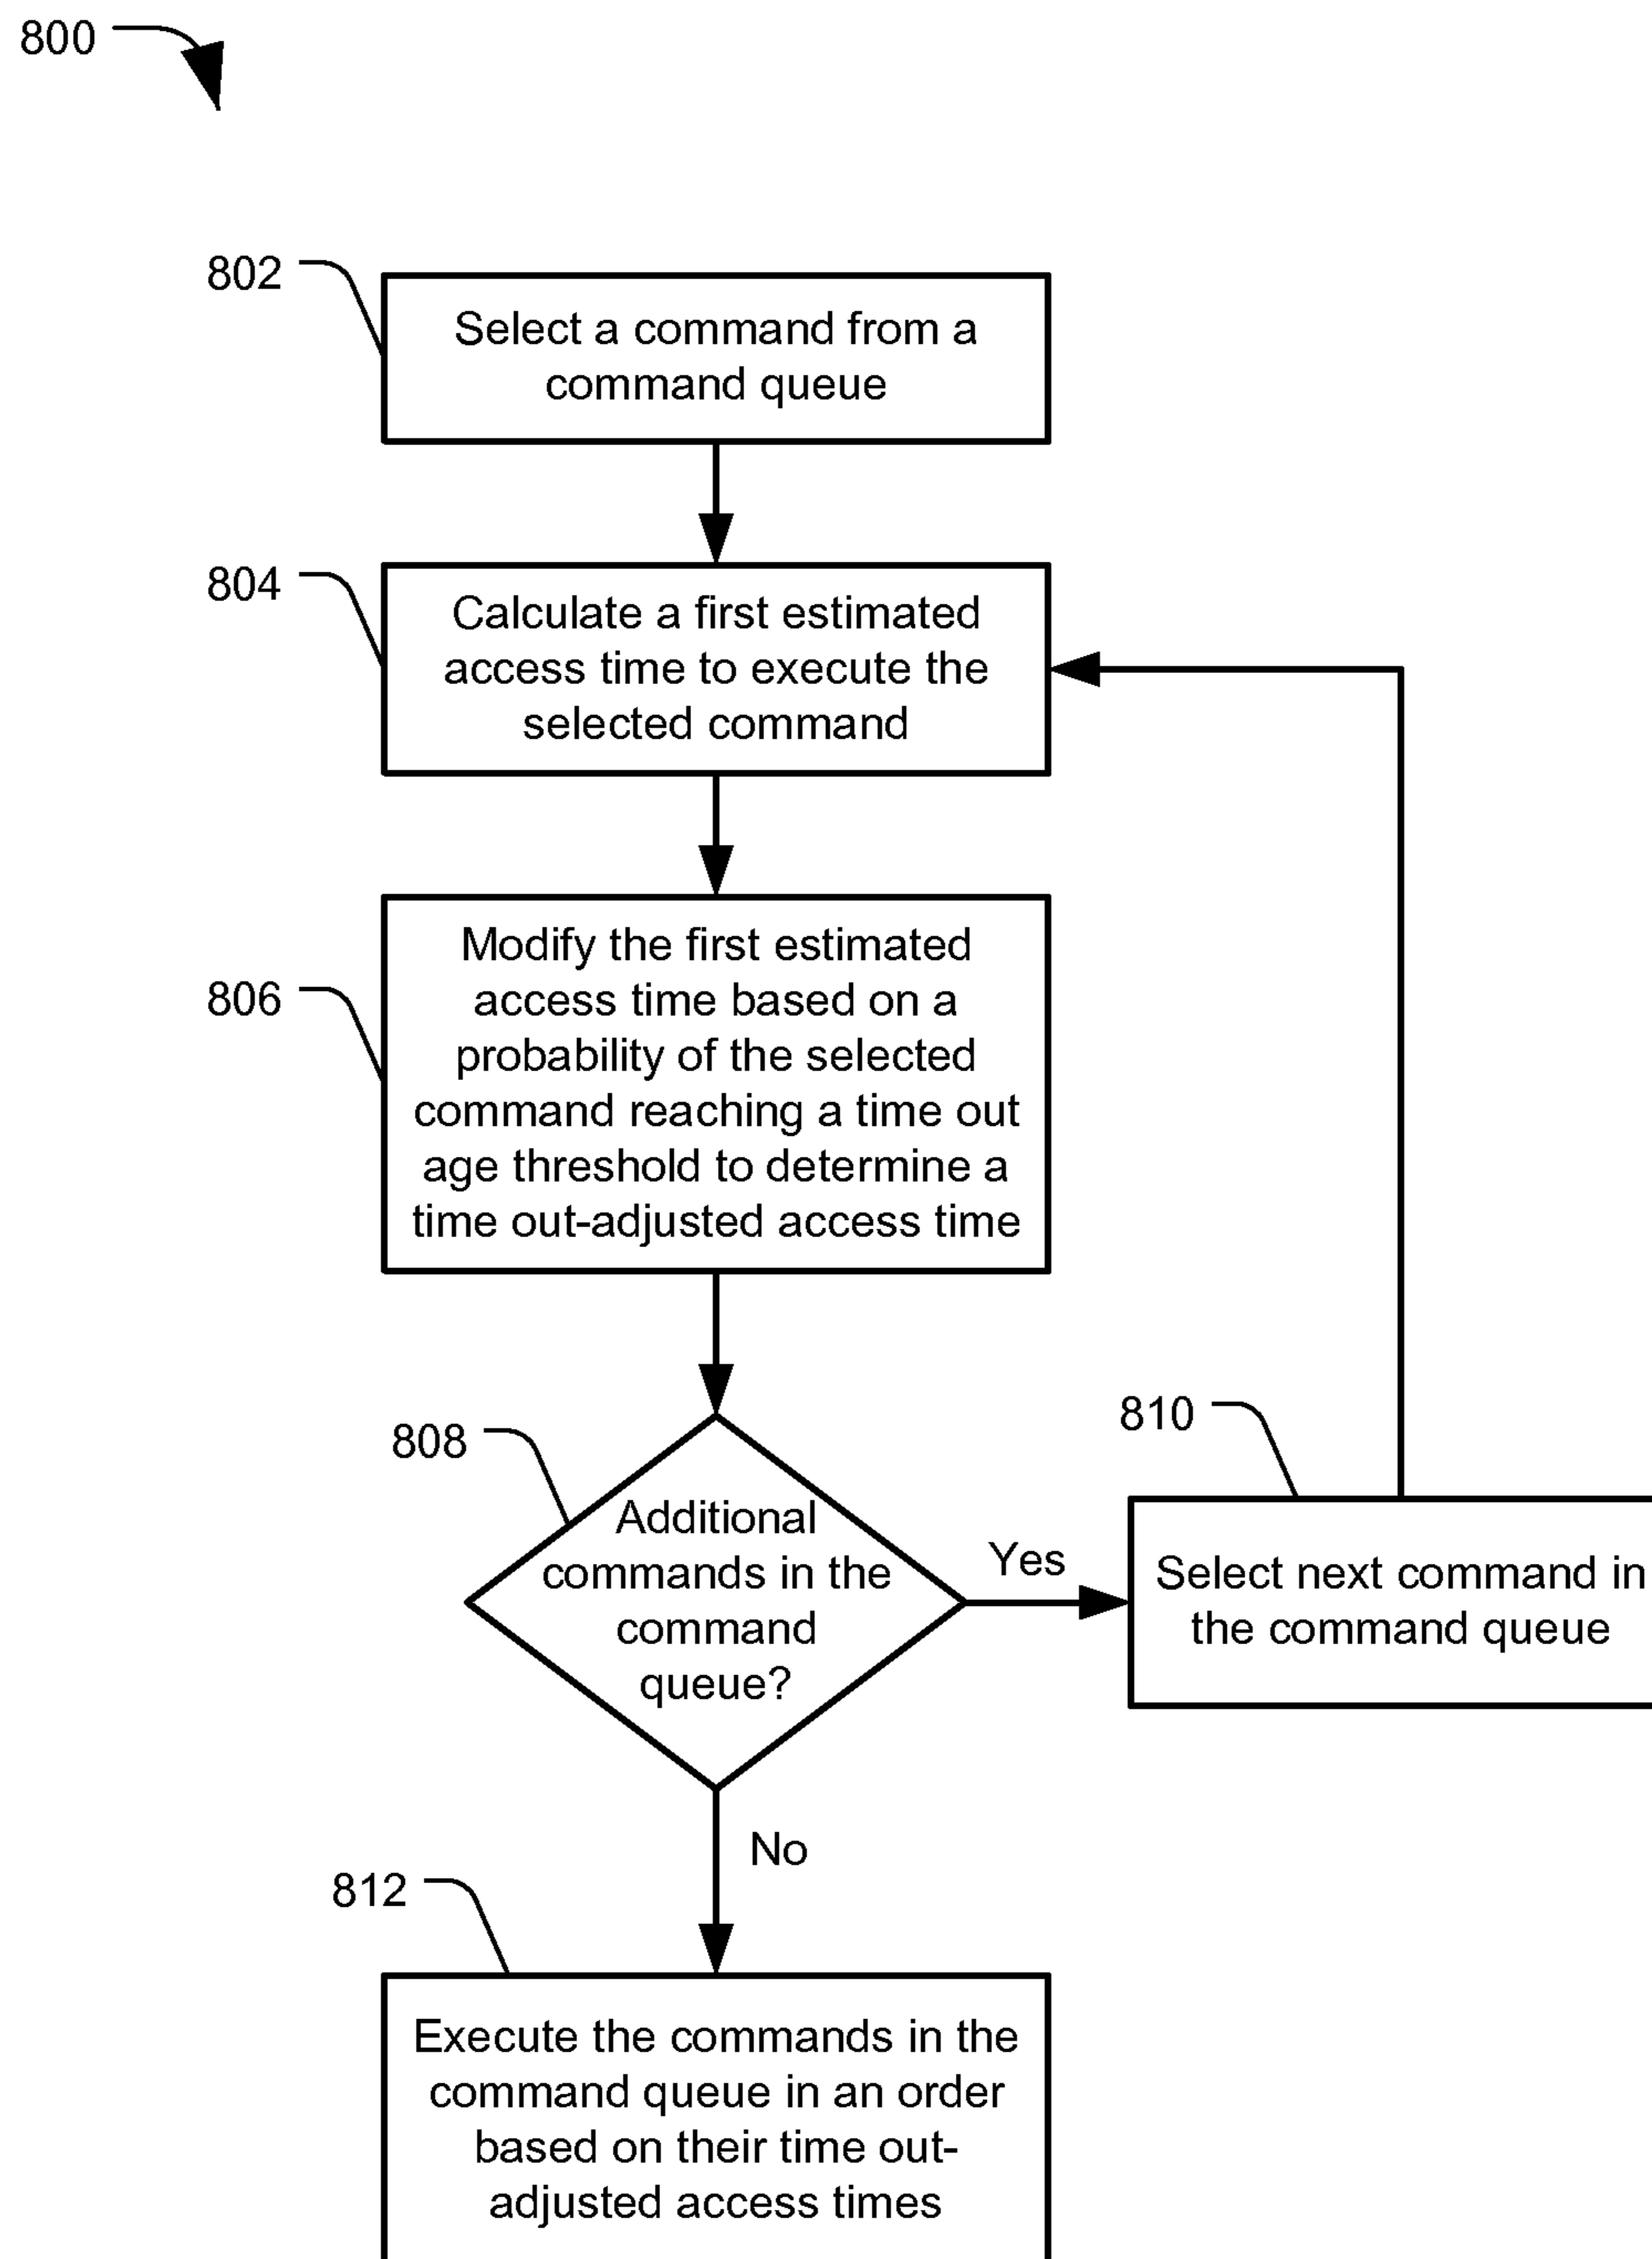 800
802
Select a command from a
command queue
804
Calculate a first estimated
access time to execute the
selected command
806
Modify the first estimated
access time based on a
probability of the selected
command reaching a time out
age threshold to determine a
time out-adjusted access time
808
Additional
commands in the
command
queue?
Yes
810
Select next command in
the command queue
No
812
Execute the commands in the
command queue in an order
based on their time out-
adjusted access times